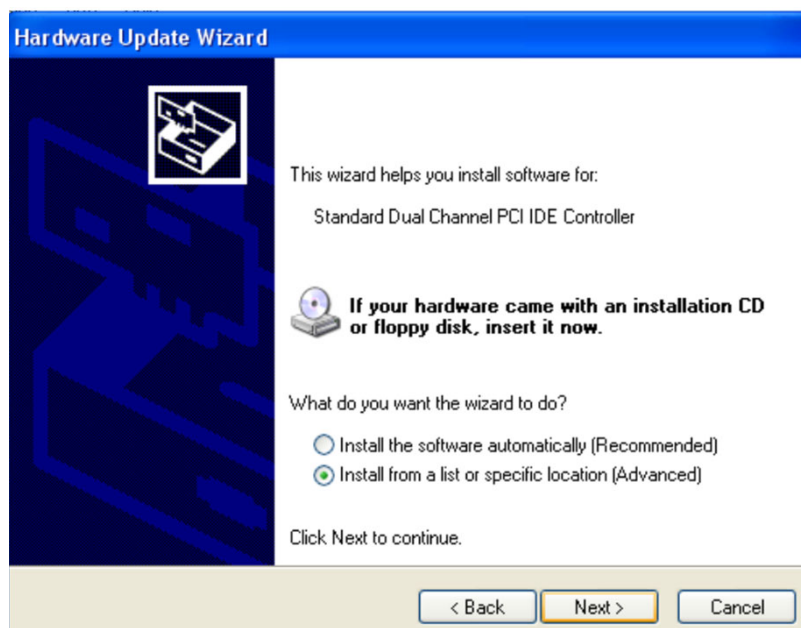 Hardware Update Wizard
This wizard helps you install software for:
Standard Dual Channel PCI IDE Controller
If your hardware came with an installation CD
or floppy disk, insert it now.
What do you want the wizard to do?
Install the software automatically (Recommended)
Install from a list or specific location (Advanced)
Click Next to continue.
< Back
Next >
Cancel